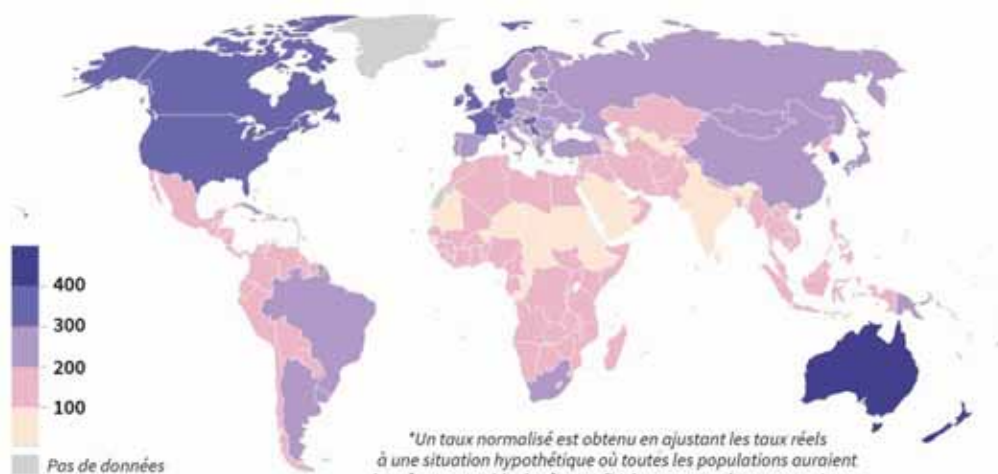 400
300
200
100
Pas de données
*Un taux normalisé est obtenu en ajustant les taux réels
à une situation hypothétique où toutes les populations auraient